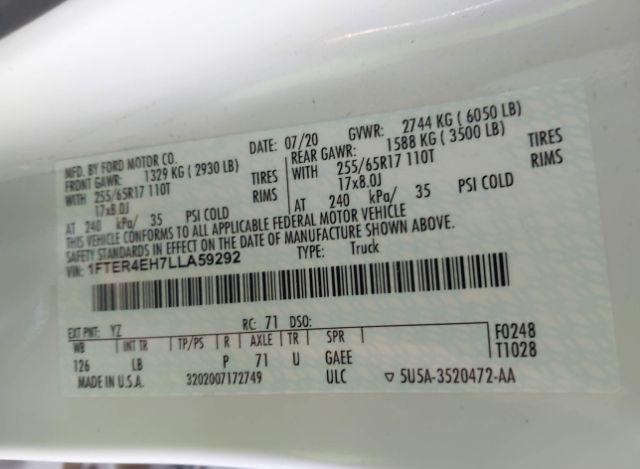 MFD. BY FORD MOTOR CO. DATE: 07/20 GVWR: 2744 KG ( 6050 LB)
FRONT GAWR: 1329 KG ( 2930 LB) REAR GAWR: 1588 KG ( 3500 LB)
WITH 255/65R17 110T TIRES WITH 255/65R17 110T TIRES
17x8.0J RIMS 17x8.0J RIMS
AT 240 kPa/ 35 PSI COLD AT 240 kPa/ 35 PSI COLD
THIS VEHICLE CONFORMS TO ALL APPLICABLE FEDERAL MOTOR VEHICLE
SAFETY STANDARDS IN EFFECT ON THE DATE OF MANUFACTURE SHOWN ABOVE.
VIN: 1FTER4EH7LLA59292 TYPE: Truck
EXT PNT: YZ RC: 71 DSO:
WB INT TR TP/PS R AXLE TR SPR F0248
126 LB P 71 U GAEE T1028
MADE IN U.S.A. 3202007172749 ULC ▽ 5U5A-3520472-AA